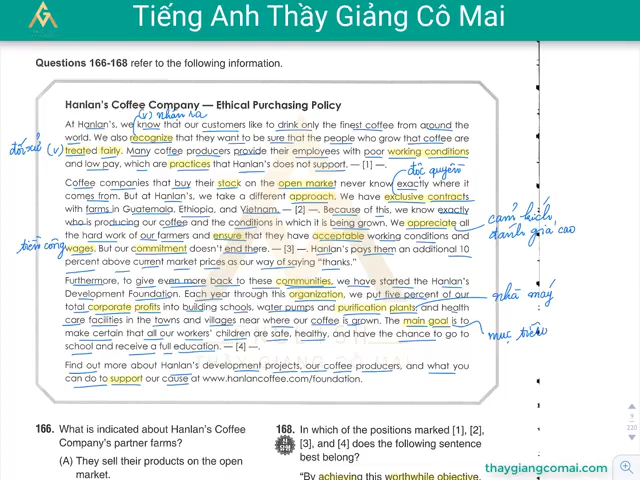 Tiếng Anh Thầy Giảng Cô Mai
Questions 166-168 refer to the following information.
Hanlan's Coffee Company — Ethical Purchasing Policy
(v) nhận ra
At Hanlan's, we know that our customers like to drink only the finest coffee from around the
world. We also recognize that they want to be sure that the people who grow that coffee are
đối xử (v) treated fairly. Many coffee producers provide their employees with poor working conditions
and low pay, which are practices that Hanlan's does not support. — [1] —.
độc quyền
Coffee companies that buy their stock on the open market never know exactly where it
comes from. But at Hanlan's, we take a different approach. We have exclusive contracts
with farms in Guatemala, Ethiopia, and Vietnam. — [2] —. Because of this, we know exactly
who is producing our coffee and the conditions in which it is being grown. We appreciate all
cảm kích,
the hard work of our farmers and ensure that they have acceptable working conditions and
đánh giá cao
tiền công wages. But our commitment doesn't end there. — [3] —. Hanlan's pays them an additional 10
percent above current market prices as our way of saying "thanks."
Furthermore, to give even more back to these communities, we have started the Hanlan's
Development Foundation. Each year through this organization, we put five percent of our
nhà máy
total corporate profits into building schools, water pumps and purification plants, and health
care facilities in the towns and villages near where our coffee is grown. The main goal is to
mục tiêu
make certain that all our workers' children are safe, healthy, and have the chance to go to
school and receive a full education. — [4] —.
Find out more about Hanlan's development projects, our coffee producers, and what you
can do to support our cause at www.hanlancoffee.com/foundation.
166. What is indicated about Hanlan's Coffee
Company's partner farms?
(A) They sell their products on the open
market.
168. In which of the positions marked [1], [2],
[3], and [4] does the following sentence
best belong?
"By achieving this worthwhile objective,
thaygiangcomai.com
9
220